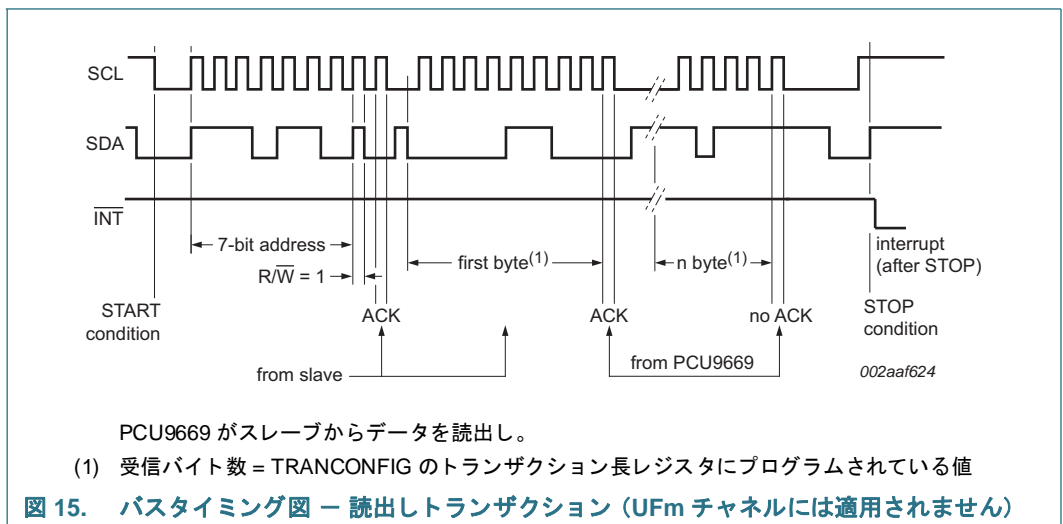 SCL
SDA
INT
7-bit address
R/W = 1
first byte(1)
n byte(1)
interrupt
(after STOP)
START
condition
ACK
ACK
no ACK
STOP
condition
from slave
from PCU9669
002aaf624
PCU9669 がスレーブからデータを読出し。
(1) 受信バイト数 = TRANCONFIG のトランザクション長レジスタにプログラムされている値
図 15. バスタイミング図 － 読出しトランザクション（UFm チャネルには適用されません）